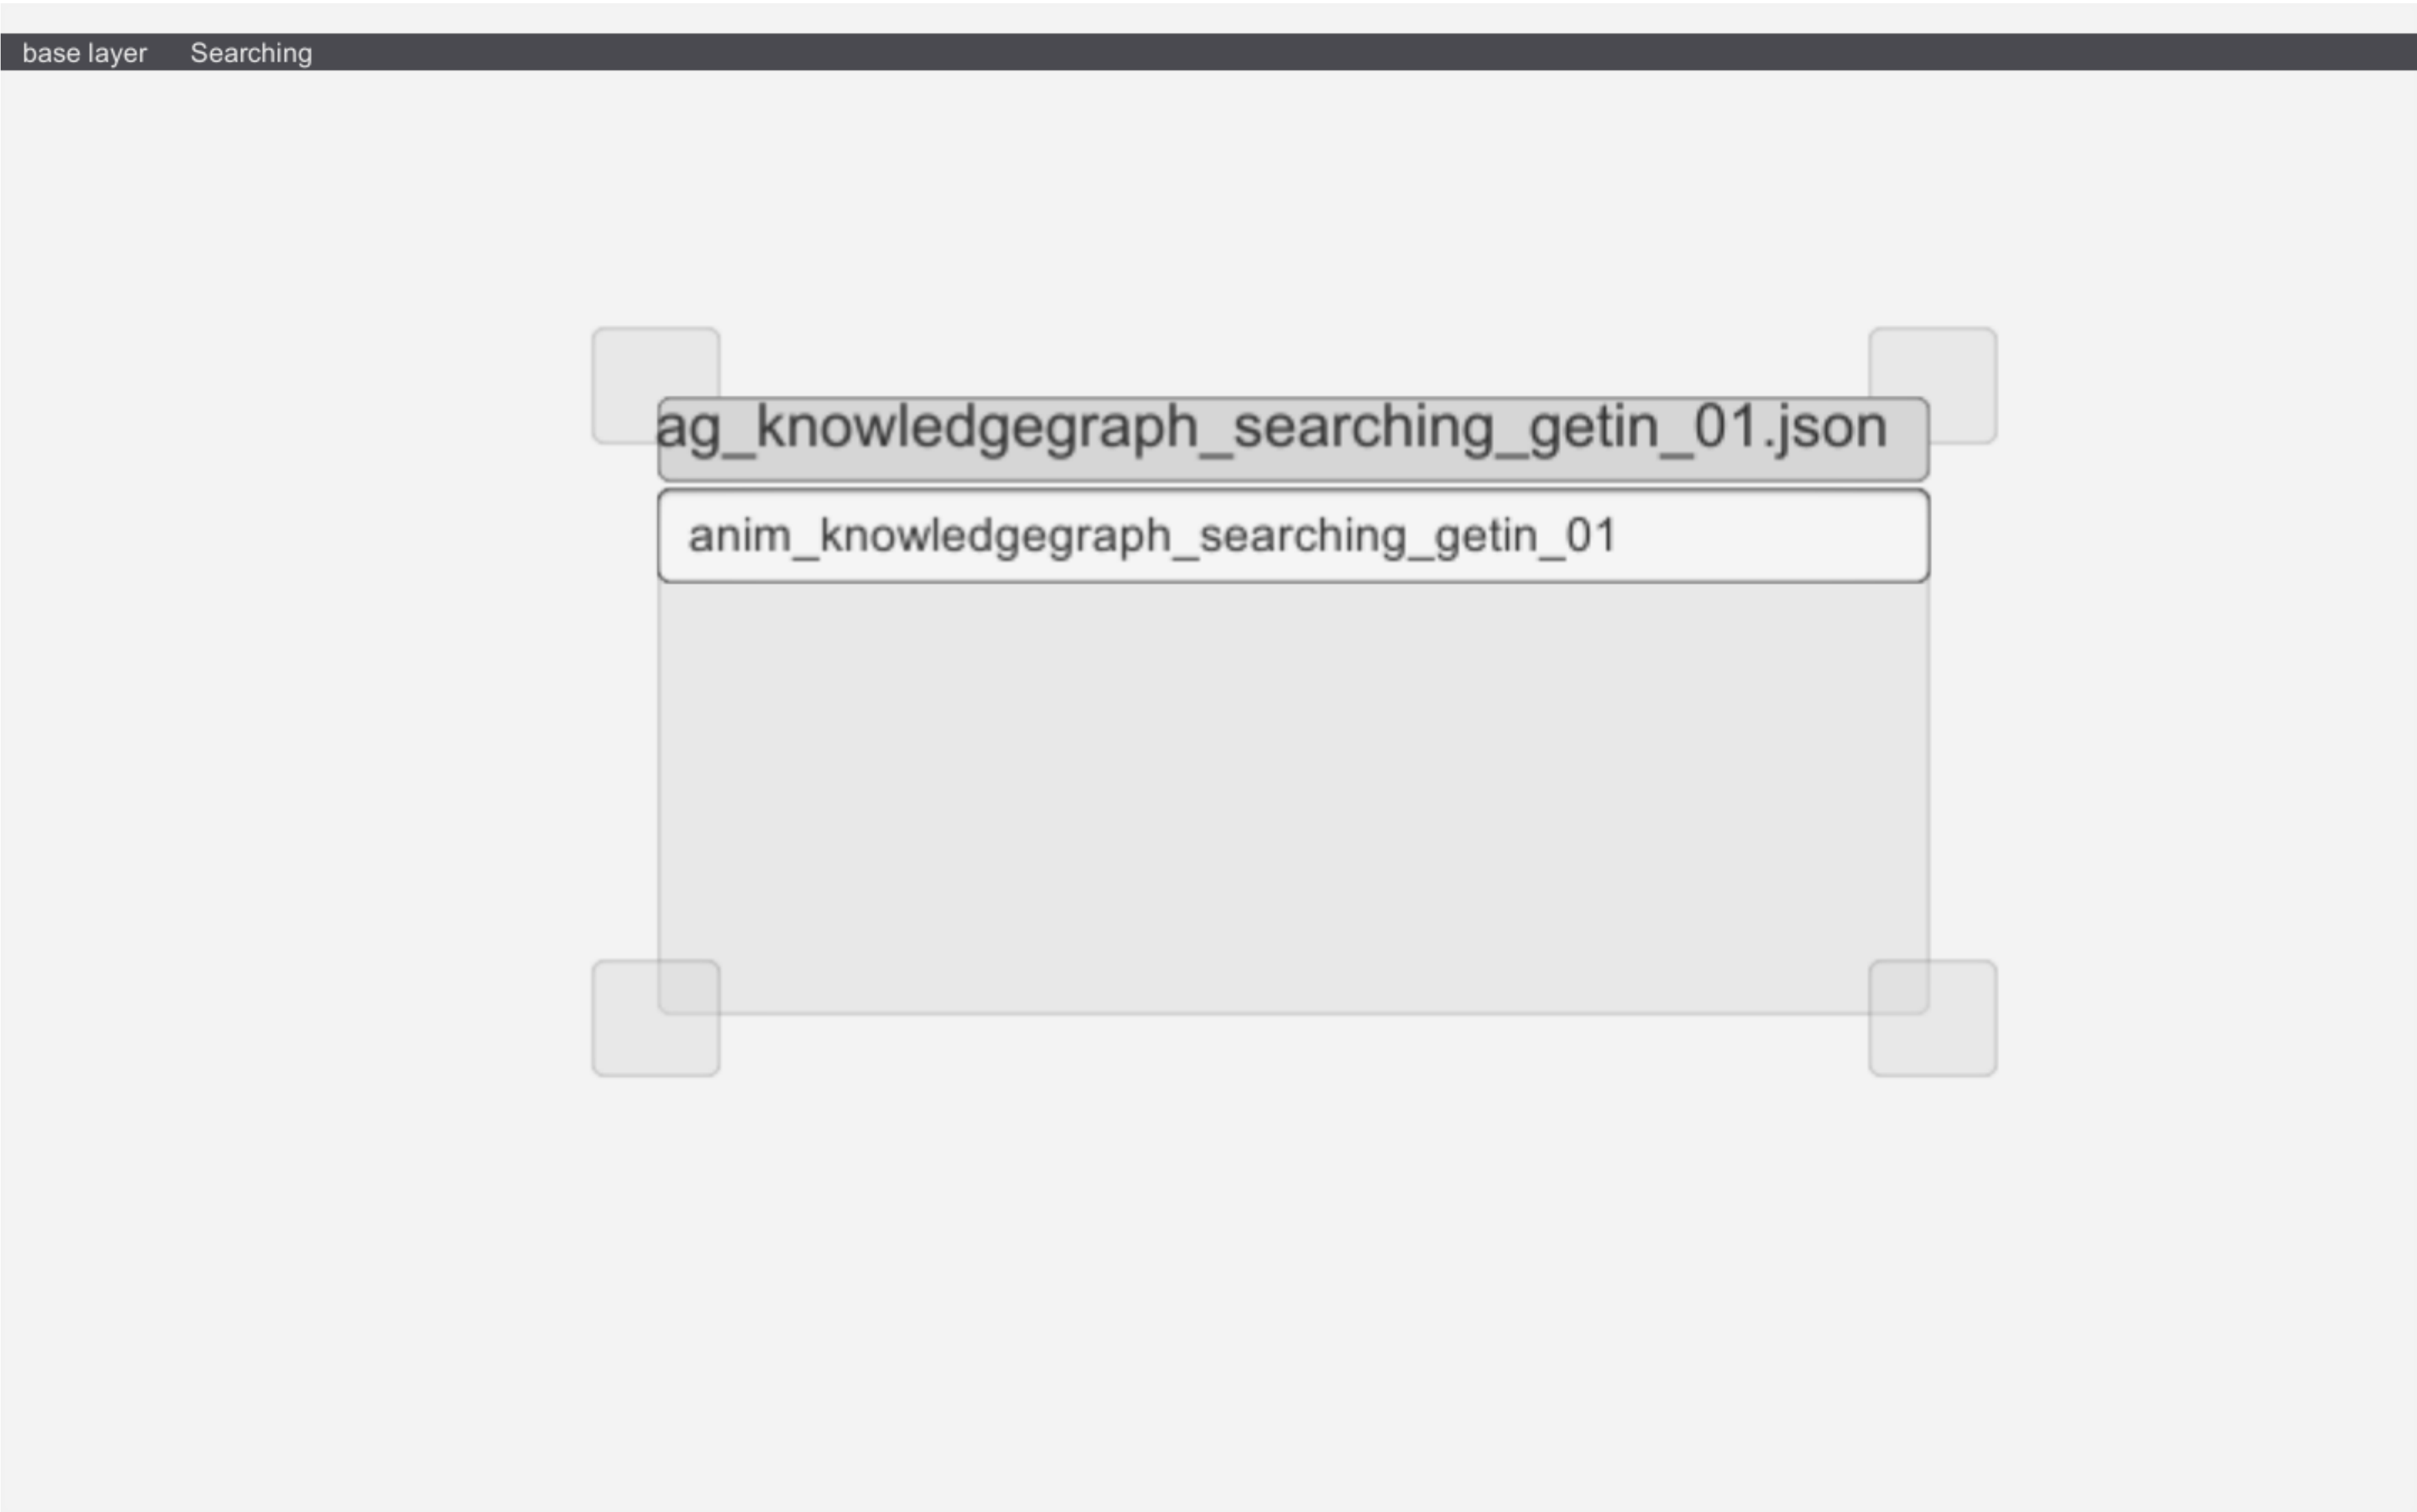 base layer Searching
ag_knowledgegraph_searching_getin_01.json
anim_knowledgegraph_searching_getin_01